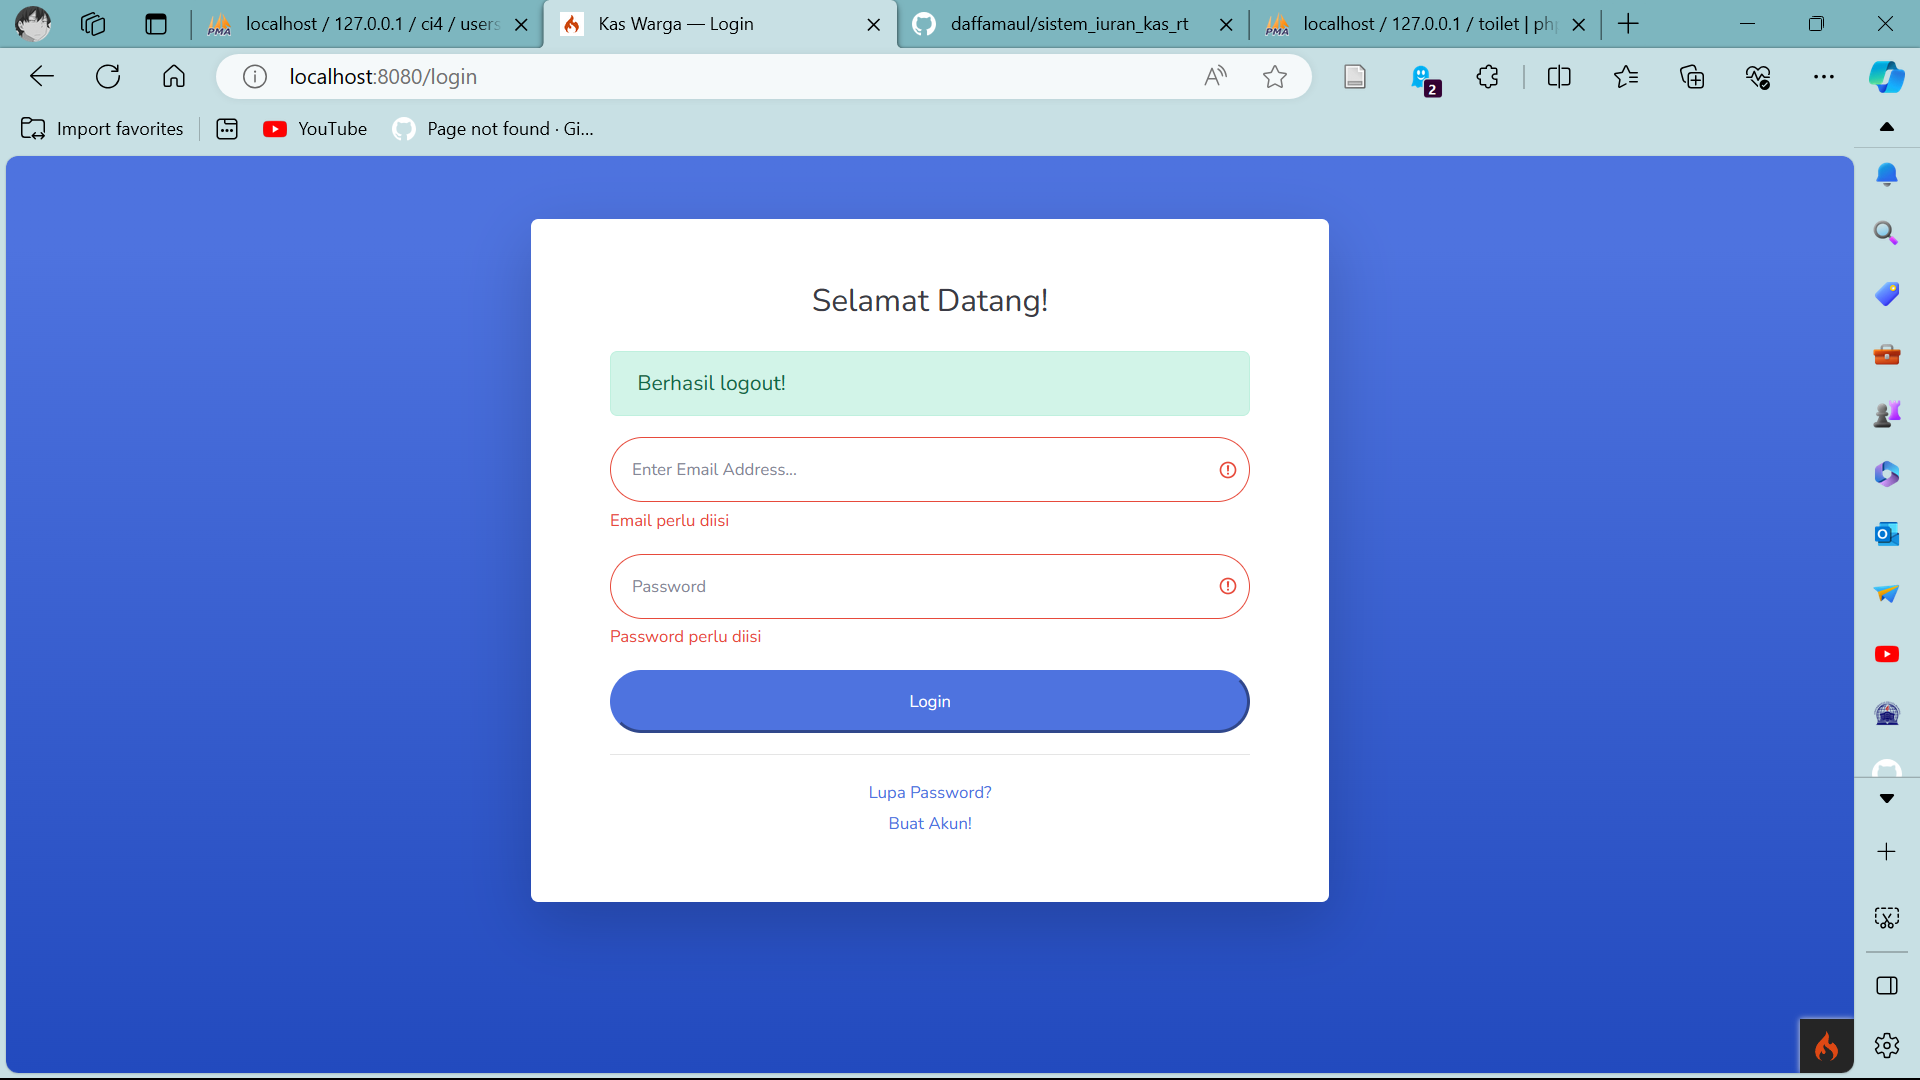 localhost / 127.0.0.1 / ci4 / users
Kas Warga — Login
daffamaul/sistem_iuran_kas_rt
localhost / 127.0.0.1 / toilet | php
localhost:8080/login
2
Import favorites
YouTube
Page not found · Gi...
Selamat Datang!
Berhasil logout!
Enter Email Address...
Email perlu diisi
Password
Password perlu diisi
Login
Lupa Password?
Buat Akun!